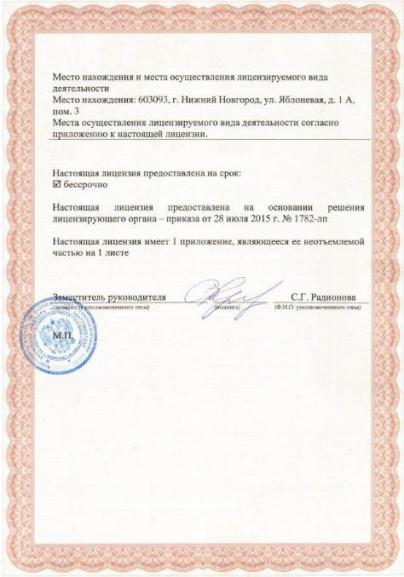 Место нахождения и места осуществления лицензируемого вида
деятельности
Место нахождения: 603093, г. Нижний Новгород, ул. Яблоневая, д. 1 А,
пом. 3
Места осуществления лицензируемого вида деятельности согласно
приложению к настоящей лицензии.
Настоящая лицензия предоставлена на срок:
☑ бессрочно
Настоящая лицензия предоставлена на основании решения
лицензирующего органа – приказа от 28 июля 2015 г. № 1782-лп
Настоящая лицензия имеет 1 приложение, являющееся ее неотъемлемой
частью на 1 листе
Заместитель руководителя С.Г. Радионова
(должность уполномоченного лица) (подпись) (Ф.И.О. уполномоченного лица)
М.П.